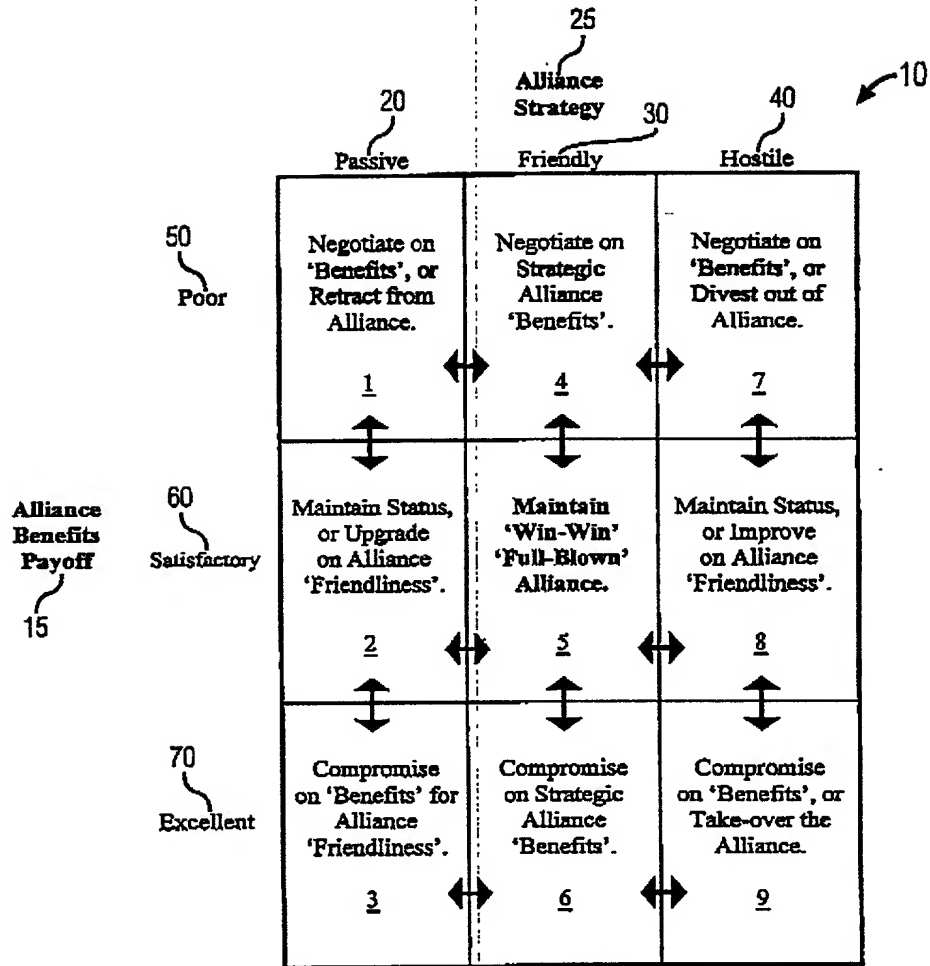 25
Alliance
Strategy
10
20
30
40
Passive
Friendly
Hostile
50
Poor
Negotiate on
‘Benefits’, or
Retract from
Alliance.
1
Negotiate on
Strategic
Alliance
‘Benefits’.
4
Negotiate on
‘Benefits’, or
Divest out of
Alliance.
7
Alliance
Benefits
Payoff
15
60
Satisfactory
Maintain Status,
or Upgrade
on Alliance
‘Friendliness’.
2
Maintain
‘Win-Win’
‘Full-Blown’
Alliance.
5
Maintain Status,
or Improve
on Alliance
‘Friendliness’.
8
70
Excellent
Compromise
on ‘Benefits’ for
Alliance
‘Friendliness’.
3
Compromise
on Strategic
Alliance
‘Benefits’.
6
Compromise
on ‘Benefits’, or
Take-over the
Alliance.
9